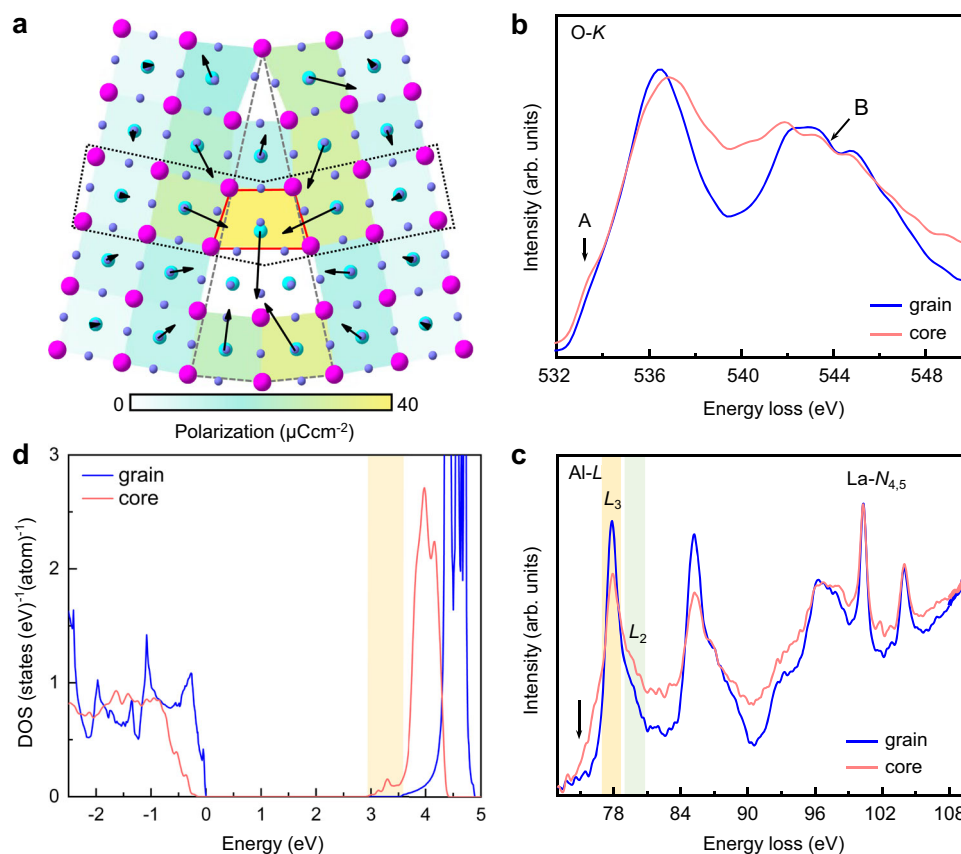 a
0
40
Polarization (µCcm⁻²)
b
O-K
A
B
grain
core
Intensity (arb. units)
532 536 540 544 548
Energy loss (eV)
d
grain
core
DOS (states (eV)⁻¹(atom)⁻¹
3
2
1
0
-2 -1 0 1 2 3 4 5
Energy (eV)
c
Al-L
L₃
L₂
La-N₄,₅
grain
core
Intensity (arb. units)
78 84 90 96 102 108
Energy loss (eV)